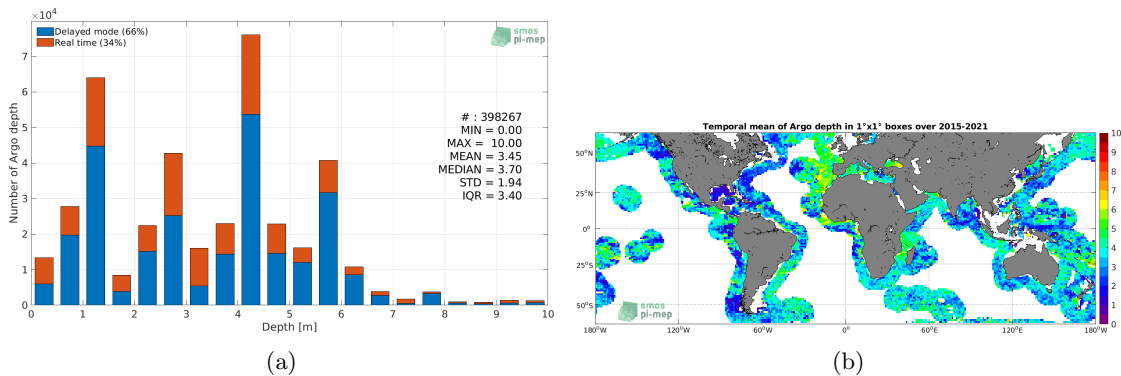 ×10⁴
Delayed mode (66%)
Real time (34%)
smos
pi-mep
8
7
6
5
4
3
2
1
0
Number of Argo depth
# : 398267
MIN = 0.00
MAX = 10.00
MEAN = 3.45
MEDIAN = 3.70
STD = 1.94
IQR = 3.40
0 1 2 3 4 5 6 7 8 9 10
Depth [m]
(a)
Temporal mean of Argo depth in 1°x1° boxes over 2015-2021
50°N
25°N
0°
25°S
50°S
180°W 120°W 60°W 0° 60°E 120°E 180°W
10
9
8
7
6
5
4
3
2
1
0
smos
pi-mep
(b)